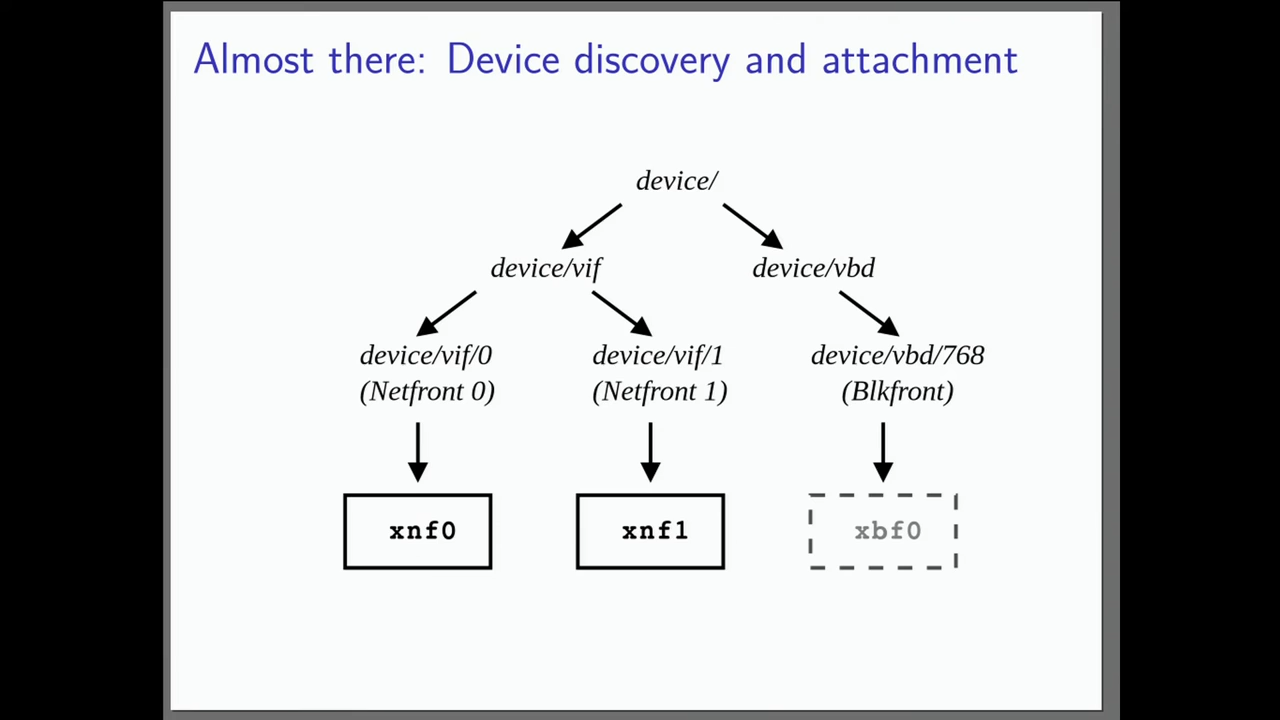 Almost there: Device discovery and attachment
device/
device/vif
device/vbd
device/vif/0
(Netfront 0)
device/vif/1
(Netfront 1)
device/vbd/768
(Blkfront)
xnf0
xnf1
xbf0